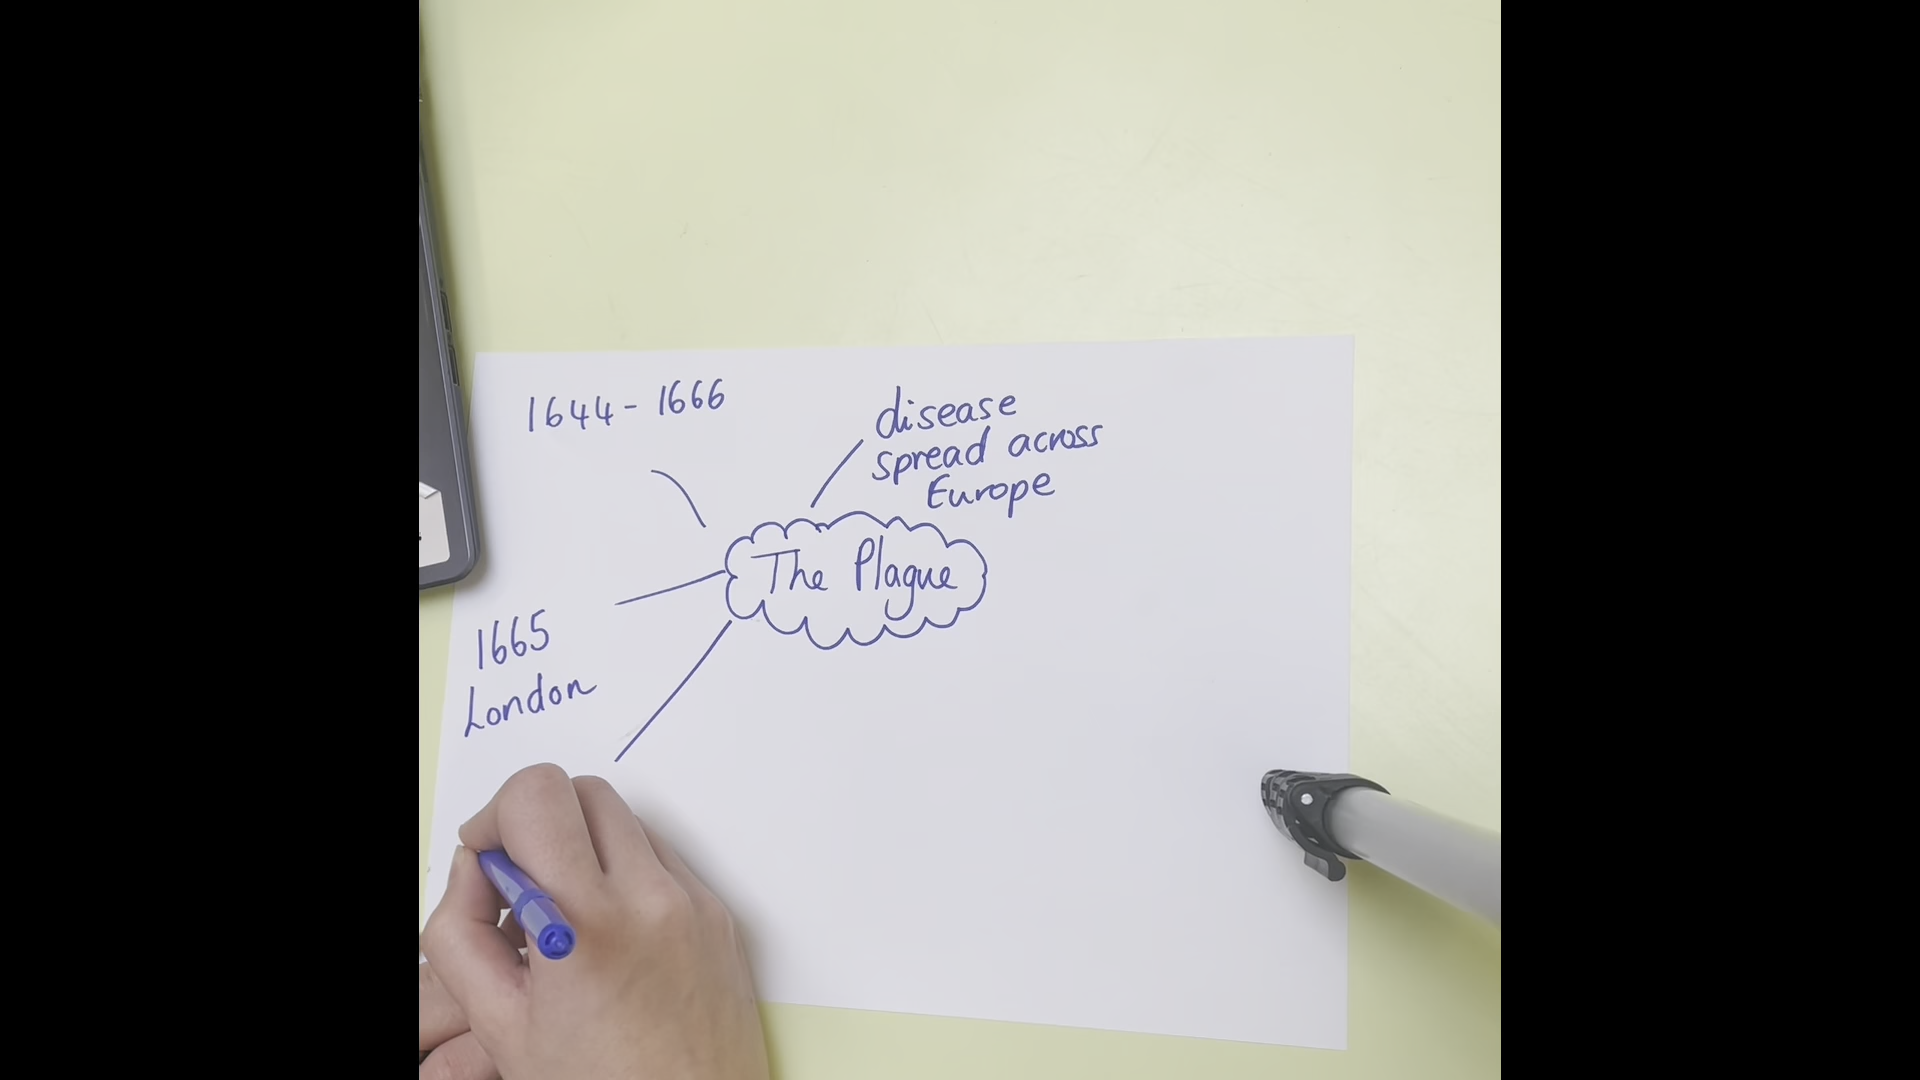 1644 - 1666
disease
spread across
Europe
The Plague
1665
London